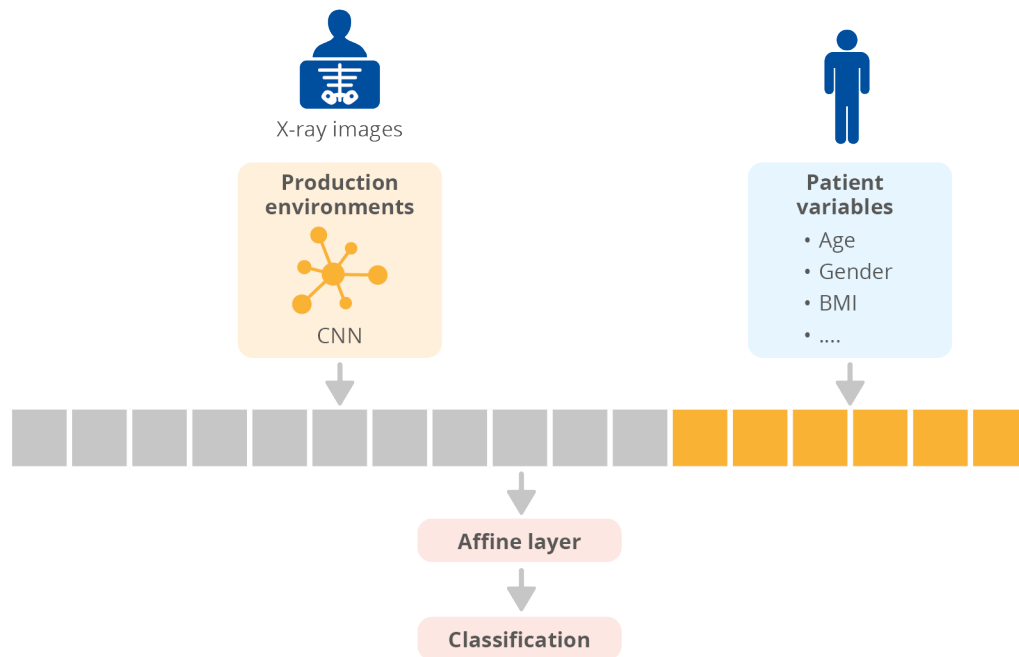 X-ray images
Production
environments
CNN
Patient
variables
• Age
• Gender
• BMI
• ....
Affine layer
Classification